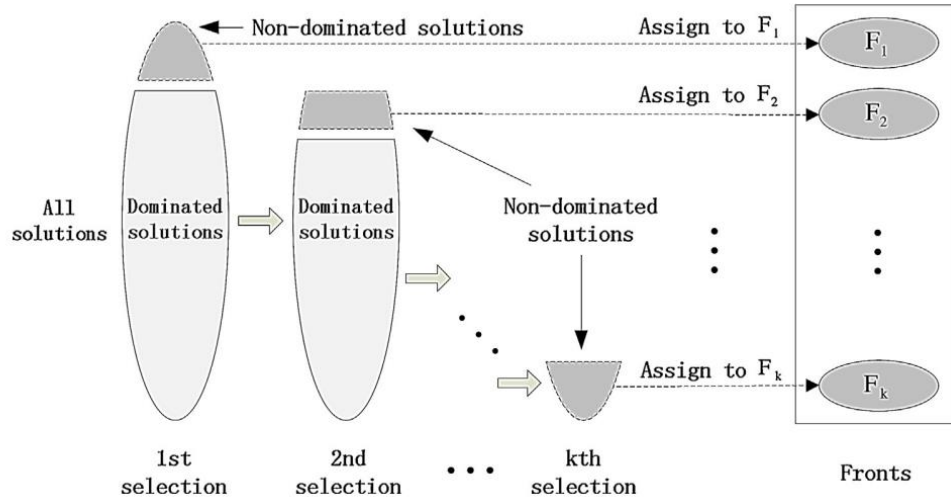 Non-dominated solutions
Assign to F1
F1
Assign to F2
F2
All
solutions
Dominated
solutions
Dominated
solutions
Non-dominated
solutions
Assign to Fk
Fk
1st
selection
2nd
selection
kth
selection
Fronts